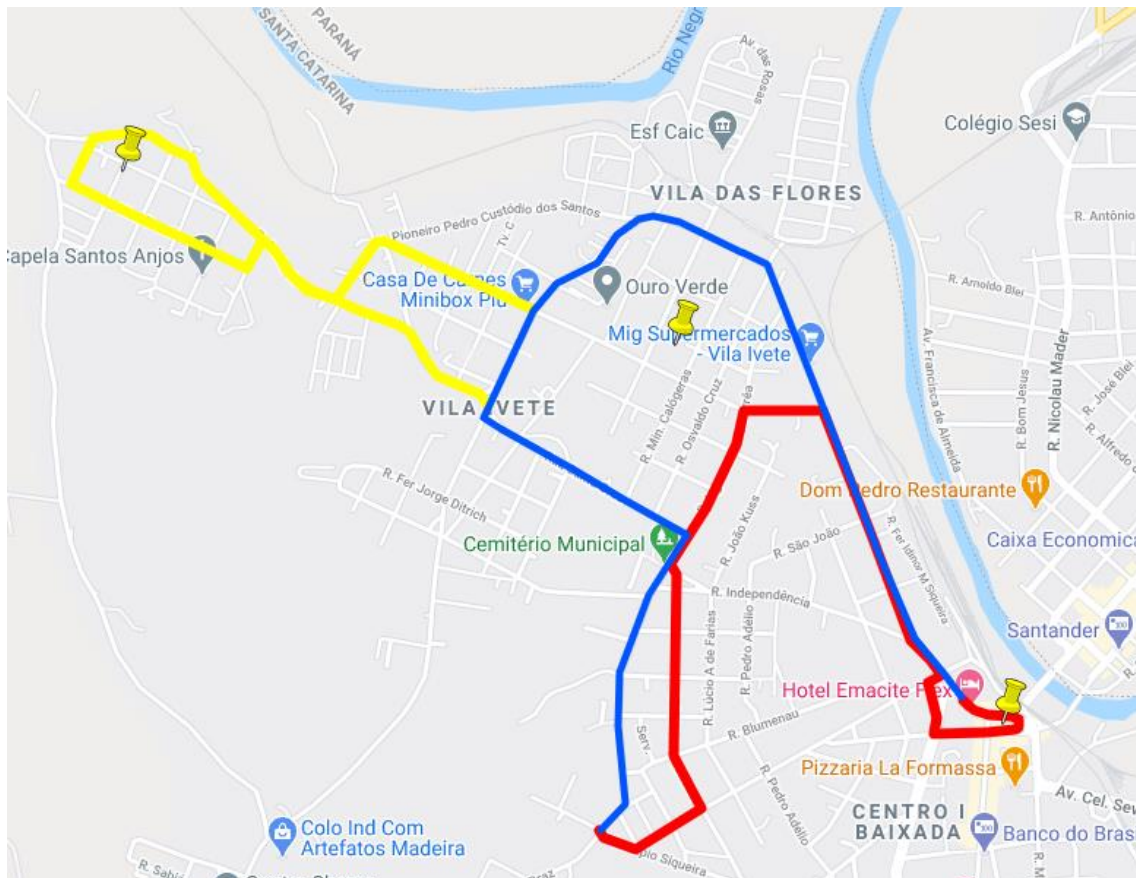 PARANÁ
SANTA CATARINA
Rio Negro
Av. das Rosas
Esf Caic
Colégio Sesi
VILA DAS FLORES
R. Antônio
Pioneiro Pedro Custódio dos Santos
Tv. C
Capela Santos Anjos
Casa De Carnes
Minibox Plu
Ouro Verde
R. Arnoldo Blei
Mig Supermercados
- Vila Ivete
Av. Francisca de Almeida
R. Nicolau Mader
R. José Blei
R. Bom Jesus
R. Alfredo
VILA IVETE
R. Min. Calógeras
R. Osvaldo Cruz
R. Fer Jorge Ditrich
Dom Pedro Restaurante
Caixa Economica
Cemitério Municipal
R. João Kuss
R. São João
R. Fer Idinor M Siqueira
R. Independência
R. Lúcio A de Farias
R. Pedro Adélio
Santander
Hotel Emacite Flex
Serv.
R. Blumenau
R. Pedro Adélio
Pizzaria La Formassa
Av. Cel. Sev
CENTRO I
BAIXADA
Banco do Bras
Colo Ind Com
Artefatos Madeira
Siqueira